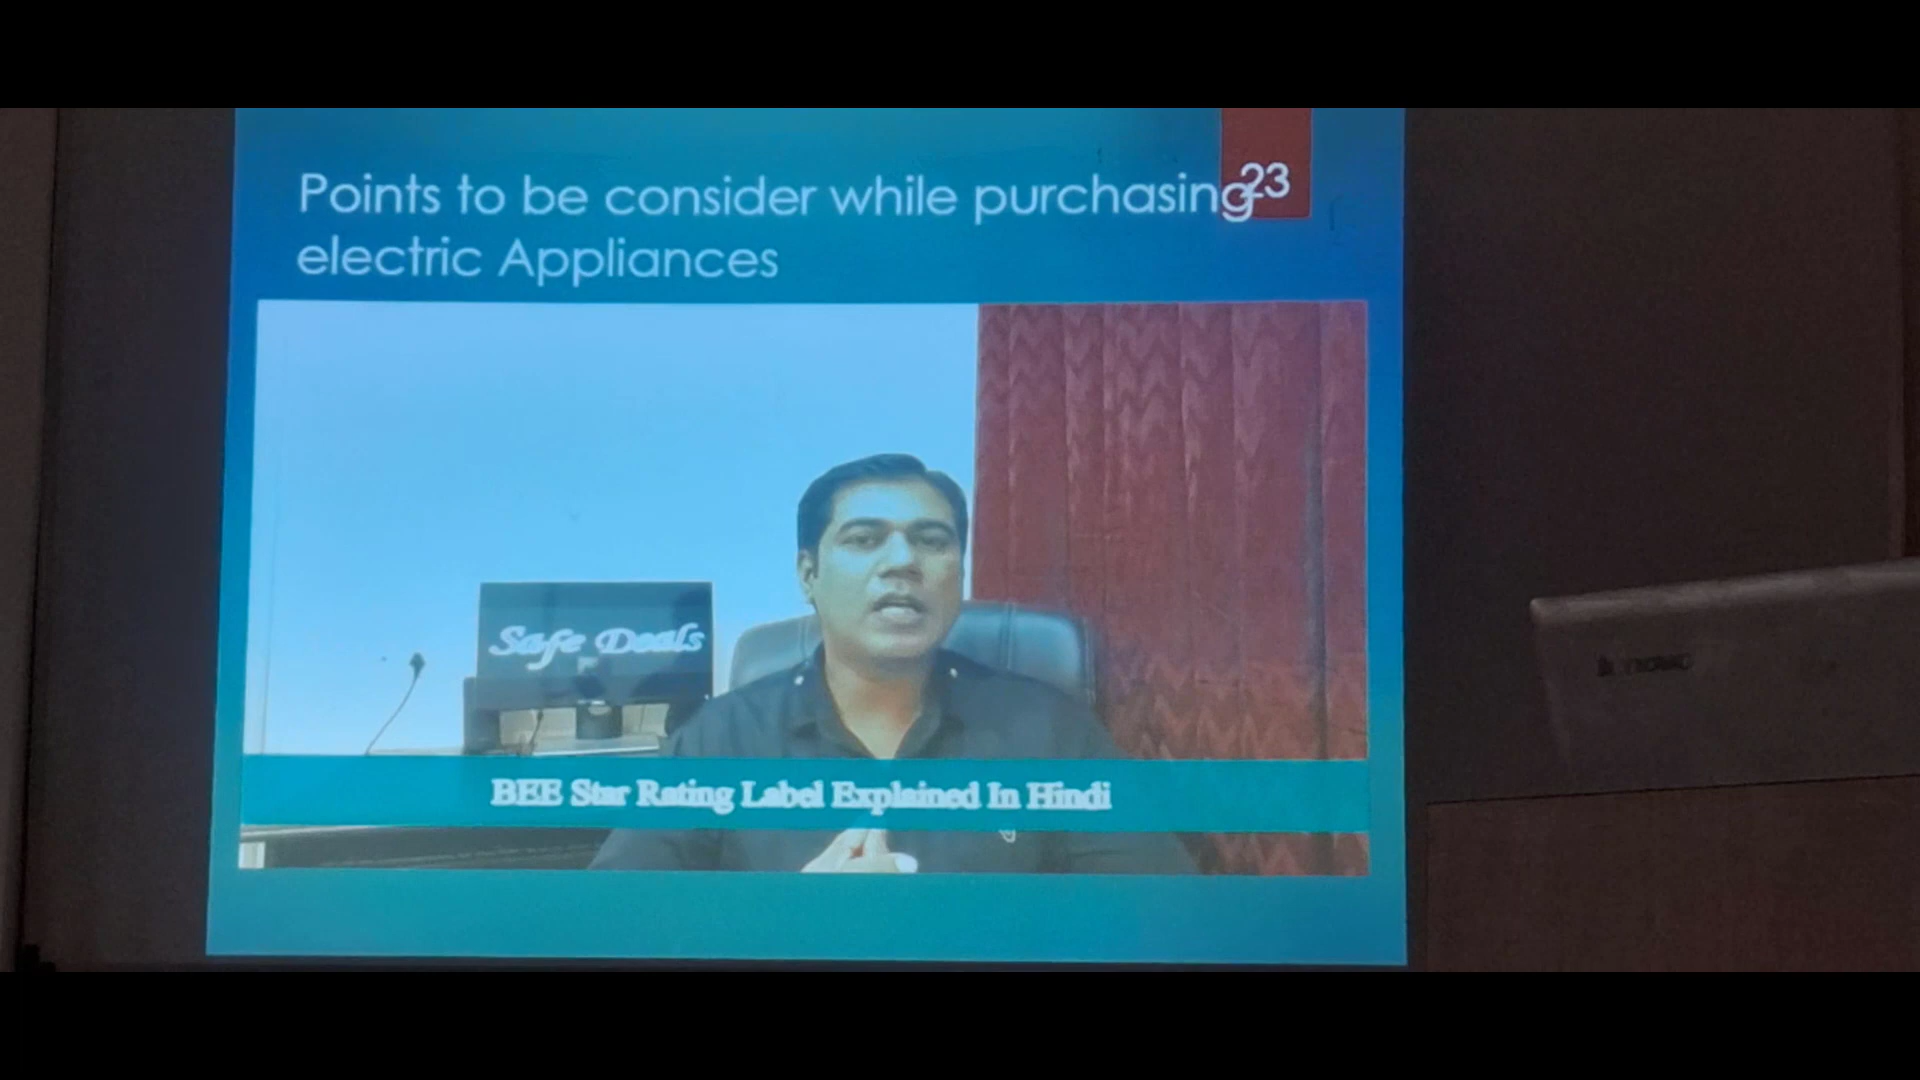 23
Points to be consider while purchasing
electric Appliances
Safe Deals
BEE Star Rating Label Explained In Hindi